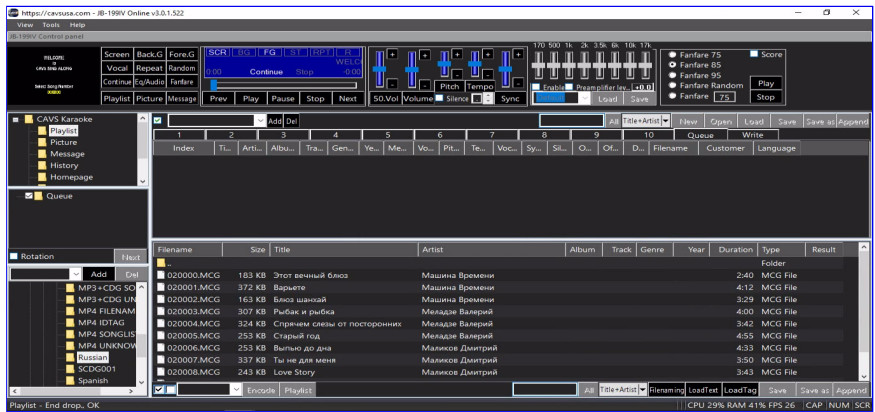 https://cavsusa.com - JB-199IV Online v3.0.1.522
View Tools Help
JB-199IV Control panel
WELCOME
CAVS SING ALONG
Select Song Number
Screen Back.G Fore.G
Vocal Repeat Random
Continue Eq/Audio Fanfare
Playlist Picture Message
SCR BG FG ST RPT R
WELC
0:00 Continue Stop -0:00
Prev Play Pause Stop Next
Pitch Tempo
50.Vol Volume Silence Sync
170 500 1k 2k 3.5k 6k 10k 17k
Enable Preamplifier lev... +0.0
Load Save
Fanfare 75
Fanfare 85
Fanfare 95
Fanfare Random
Fanfare 75
Score
Play
Stop
CAVS Karaoke
Playlist
Picture
Message
History
Homepage
Queue
Rotation Next
Add Del
MP3+CDG SO
MP3+CDG UN
MP4 FILENAM
MP4 IDTAG
MP4 SONGLIS
MP4 UNKNOW
Russian
SCDG001
Spanish
Add Del All Title+Artist New Open Load Save Save as Append
1 2 3 4 5 6 7 8 9 10 Queue Write
Index Ti... Arti... Albu... Tra... Gen... Ye... Me... Vo... Pit... Te... Voc... Sy... Sil... O... Of... D... Filename Customer Language
Filename Size Title Artist Album Track Genre Year Duration Type Result
.. Folder
020000.MCG 183 KB Этот вечный блюз Машина Времени 2:40 MCG File
020001.MCG 372 KB Варьете Машина Времени 4:12 MCG File
020002.MCG 163 KB Блюз шанхай Машина Времени 3:29 MCG File
020003.MCG 307 KB Рыбак и рыбка Меладзе Валерий 4:00 MCG File
020004.MCG 324 KB Спрячем слезы от посторонних Меладзе Валерий 3:42 MCG File
020005.MCG 253 KB Старый год Меладзе Валерий 4:55 MCG File
020006.MCG 253 KB Выпью до дна Маликов Дмитрий 4:33 MCG File
020007.MCG 337 KB Ты не для меня Маликов Дмитрий 3:50 MCG File
020008.MCG 243 KB Love Story Маликов Дмитрий 3:43 MCG File
Encode Playlist All Title+Artist Filenaming LoadText LoadTag Save Save as Append
Playlist - End drop., OK CPU 29% RAM 41% FPS 26 CAP NUM SCR